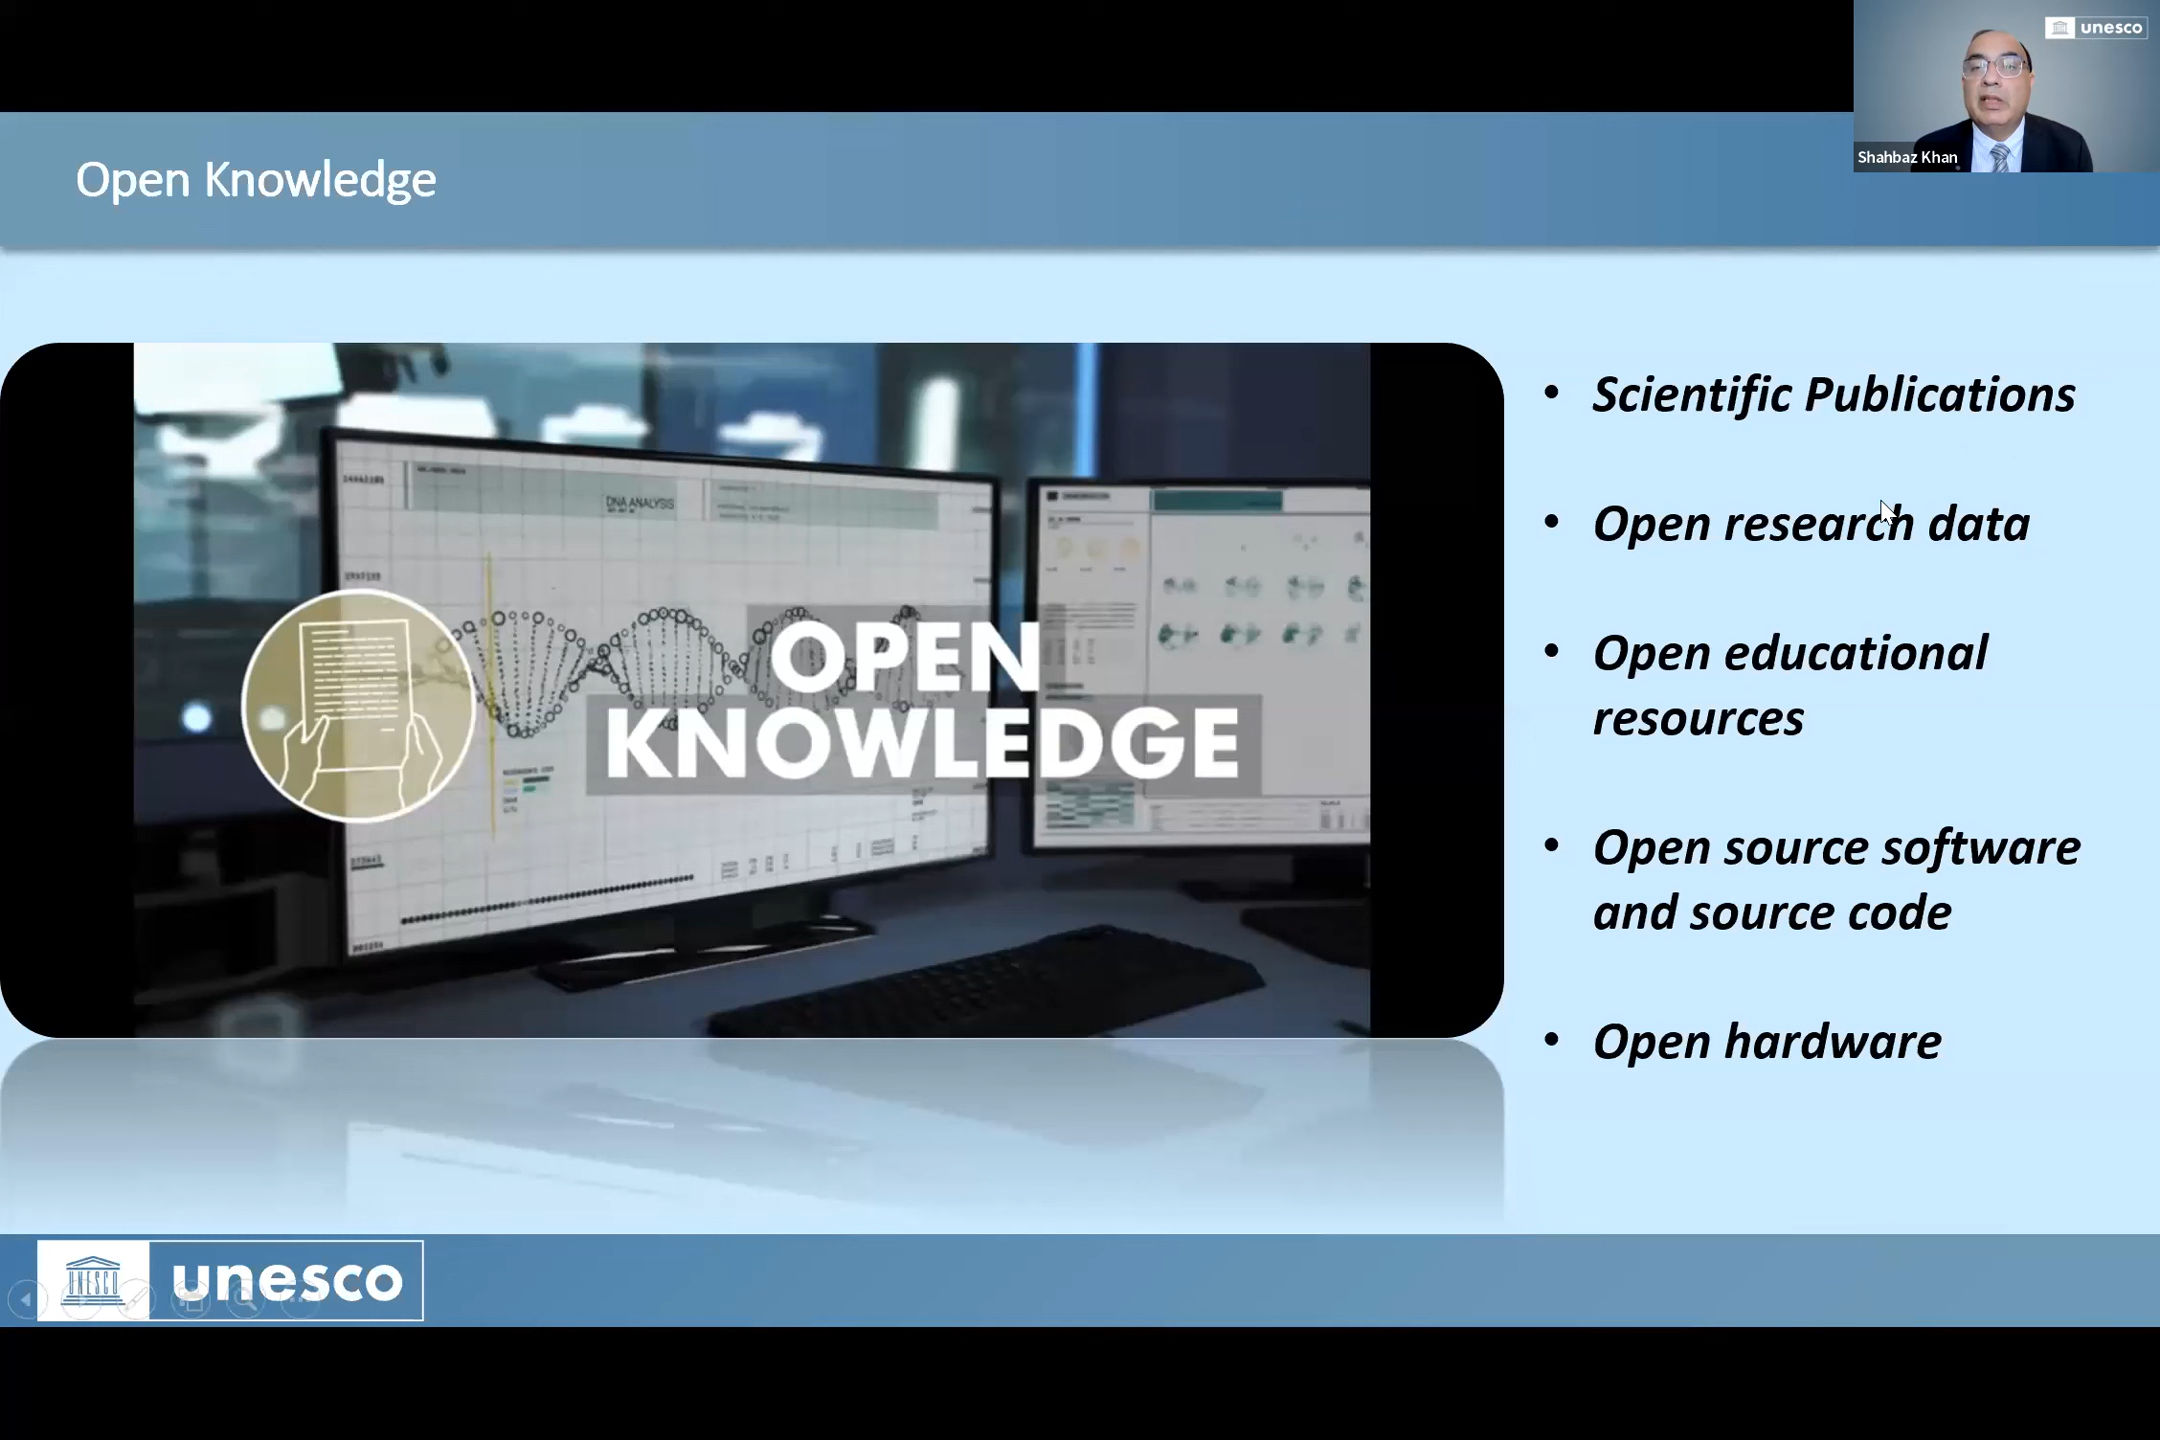 unesco
Shahbaz Khan
Open Knowledge
DNA ANALYSIS
OPEN
KNOWLEDGE
• Scientific Publications
• Open research data
• Open educational
resources
• Open source software
and source code
• Open hardware
UNESCO
unesco